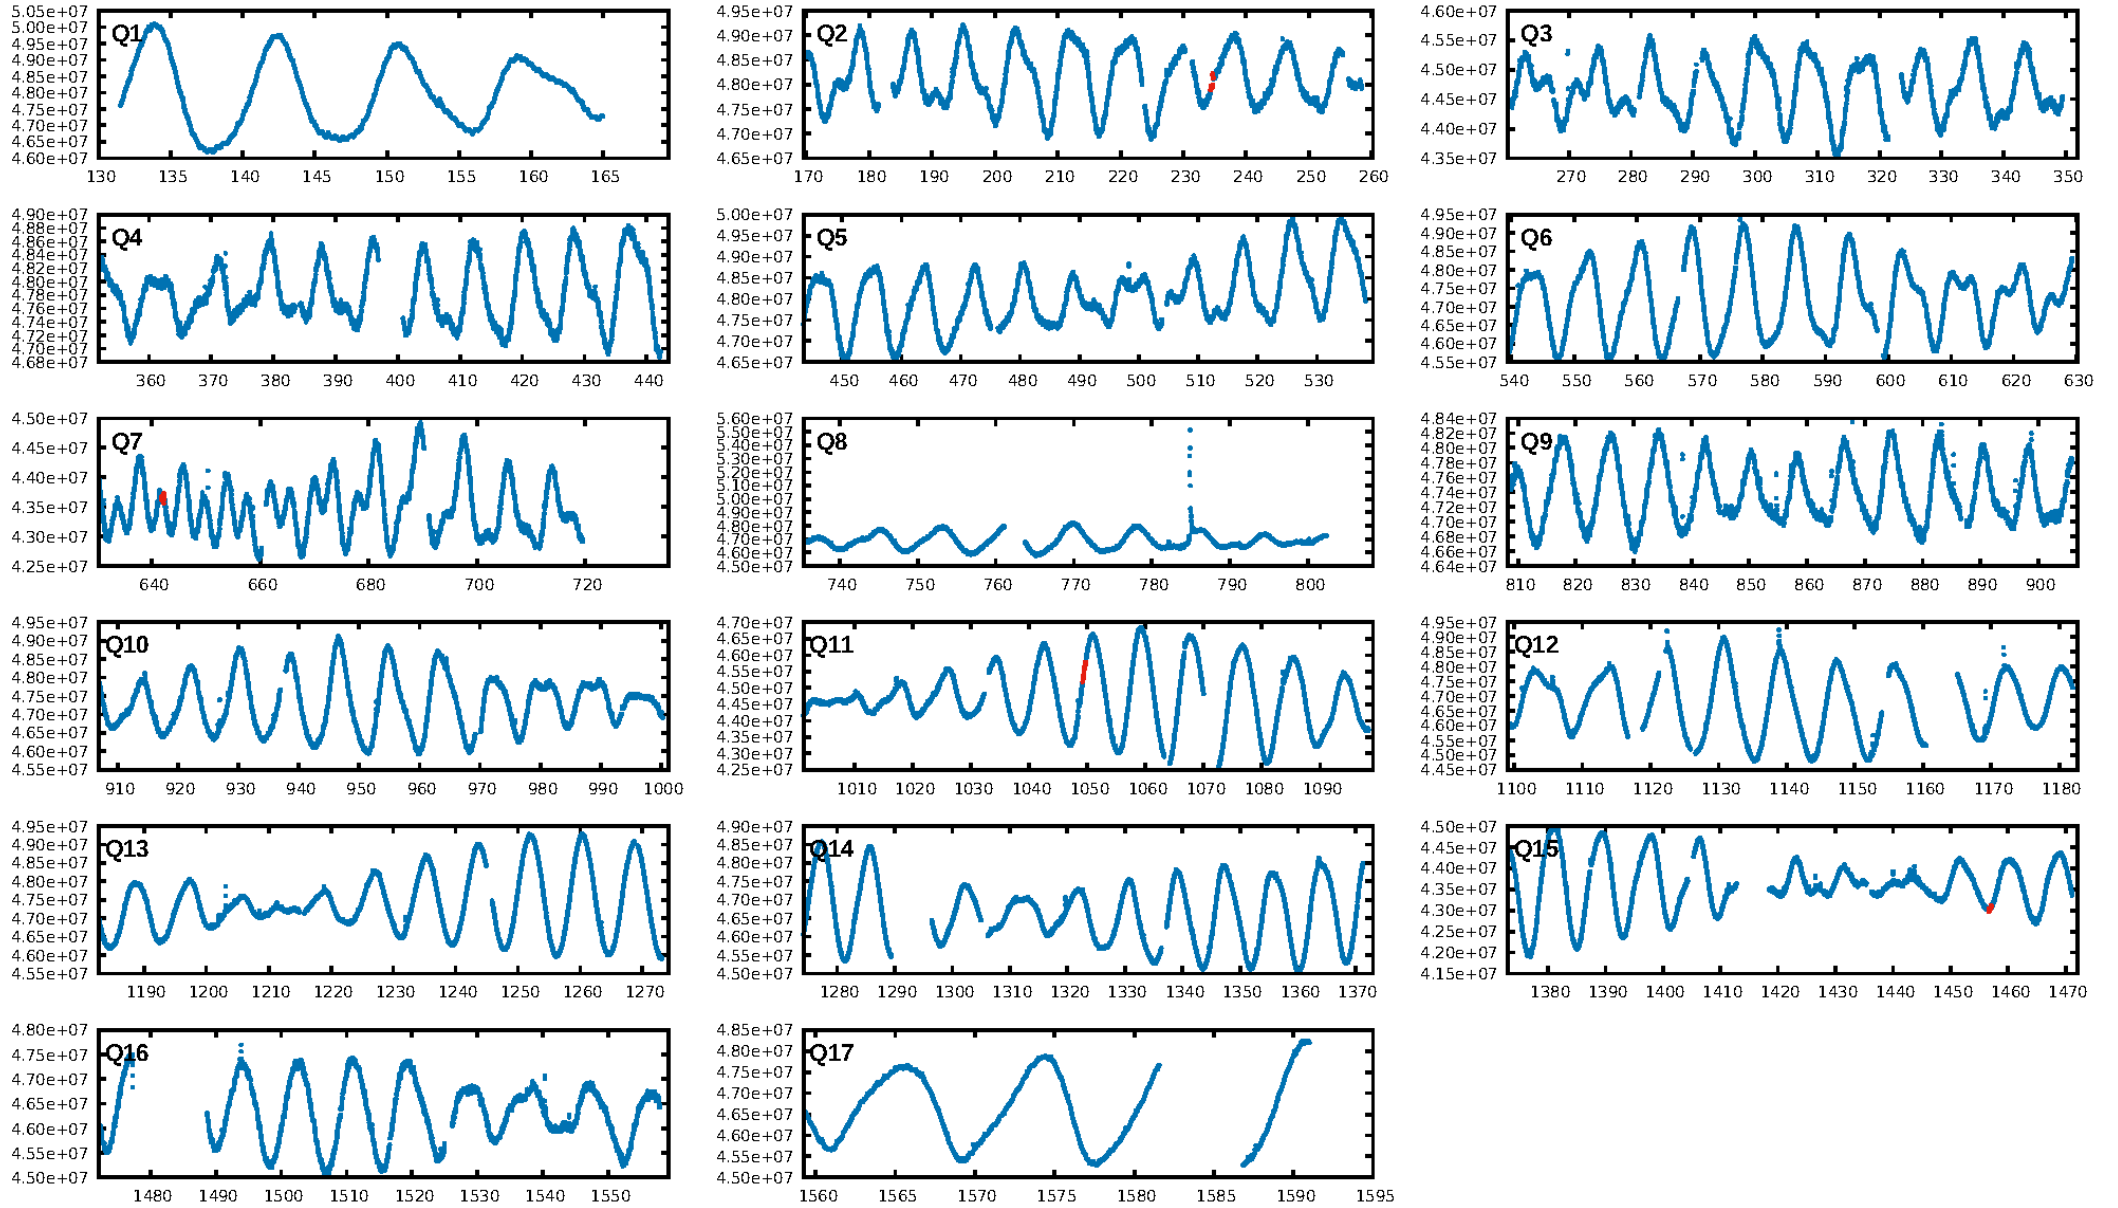 Q1
5.05e+07
5.00e+07
4.95e+07
4.90e+07
4.85e+07
4.80e+07
4.75e+07
4.70e+07
4.65e+07
4.60e+07
130 135 140 145 150 155 160 165
Q2
4.95e+07
4.90e+07
4.85e+07
4.80e+07
4.75e+07
4.70e+07
4.65e+07
170 180 190 200 210 220 230 240 250 260
Q3
4.60e+07
4.55e+07
4.50e+07
4.45e+07
4.40e+07
4.35e+07
270 280 290 300 310 320 330 340 350
Q4
4.90e+07
4.88e+07
4.86e+07
4.84e+07
4.82e+07
4.80e+07
4.78e+07
4.76e+07
4.74e+07
4.72e+07
4.70e+07
4.68e+07
360 370 380 390 400 410 420 430 440
Q5
5.00e+07
4.95e+07
4.90e+07
4.85e+07
4.80e+07
4.75e+07
4.70e+07
4.65e+07
450 460 470 480 490 500 510 520 530
Q6
4.95e+07
4.90e+07
4.85e+07
4.80e+07
4.75e+07
4.70e+07
4.65e+07
4.60e+07
4.55e+07
540 550 560 570 580 590 600 610 620 630
Q7
4.50e+07
4.45e+07
4.40e+07
4.35e+07
4.30e+07
4.25e+07
640 660 680 700 720
Q8
5.60e+07
5.50e+07
5.40e+07
5.30e+07
5.20e+07
5.10e+07
5.00e+07
4.90e+07
4.80e+07
4.70e+07
4.60e+07
4.50e+07
740 750 760 770 780 790 800
Q9
4.84e+07
4.82e+07
4.80e+07
4.78e+07
4.76e+07
4.74e+07
4.72e+07
4.70e+07
4.68e+07
4.66e+07
4.64e+07
810 820 830 840 850 860 870 880 890 900
Q10
4.95e+07
4.90e+07
4.85e+07
4.80e+07
4.75e+07
4.70e+07
4.65e+07
4.60e+07
4.55e+07
910 920 930 940 950 960 970 980 990 1000
Q11
4.70e+07
4.65e+07
4.60e+07
4.55e+07
4.50e+07
4.45e+07
4.40e+07
4.35e+07
4.30e+07
4.25e+07
1010 1020 1030 1040 1050 1060 1070 1080 1090
Q12
4.95e+07
4.90e+07
4.85e+07
4.80e+07
4.75e+07
4.70e+07
4.65e+07
4.60e+07
4.55e+07
4.50e+07
4.45e+07
1100 1110 1120 1130 1140 1150 1160 1170 1180
Q13
4.95e+07
4.90e+07
4.85e+07
4.80e+07
4.75e+07
4.70e+07
4.65e+07
4.60e+07
4.55e+07
1190 1200 1210 1220 1230 1240 1250 1260 1270
Q14
4.90e+07
4.85e+07
4.80e+07
4.75e+07
4.70e+07
4.65e+07
4.60e+07
4.55e+07
4.50e+07
1280 1290 1300 1310 1320 1330 1340 1350 1360 1370
Q15
4.50e+07
4.45e+07
4.40e+07
4.35e+07
4.30e+07
4.25e+07
4.20e+07
4.15e+07
1380 1390 1400 1410 1420 1430 1440 1450 1460 1470
Q16
4.80e+07
4.75e+07
4.70e+07
4.65e+07
4.60e+07
4.55e+07
4.50e+07
1480 1490 1500 1510 1520 1530 1540 1550
Q17
4.85e+07
4.80e+07
4.75e+07
4.70e+07
4.65e+07
4.60e+07
4.55e+07
4.50e+07
1560 1565 1570 1575 1580 1585 1590 1595